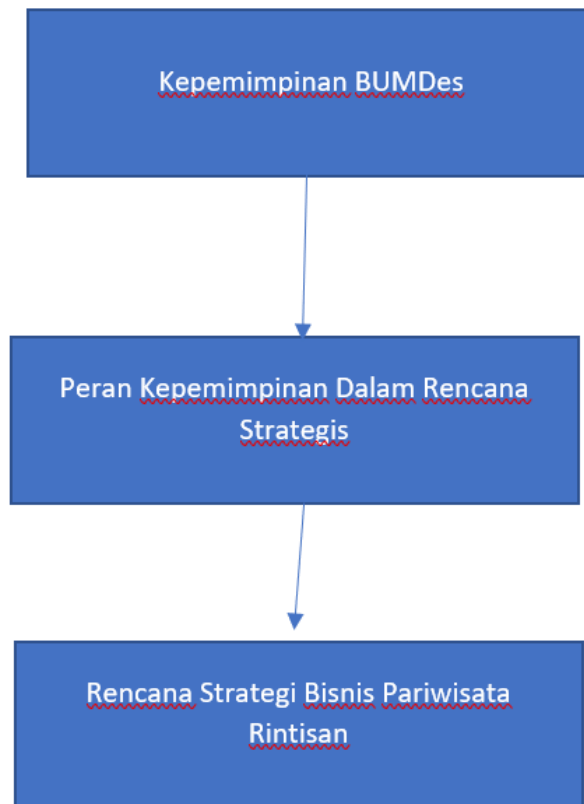 Kepemimpinan BUMDes
Peran Kepemimpinan Dalam Rencana
Strategis
Rencana Strategi Bisnis Pariwisata
Rintisan